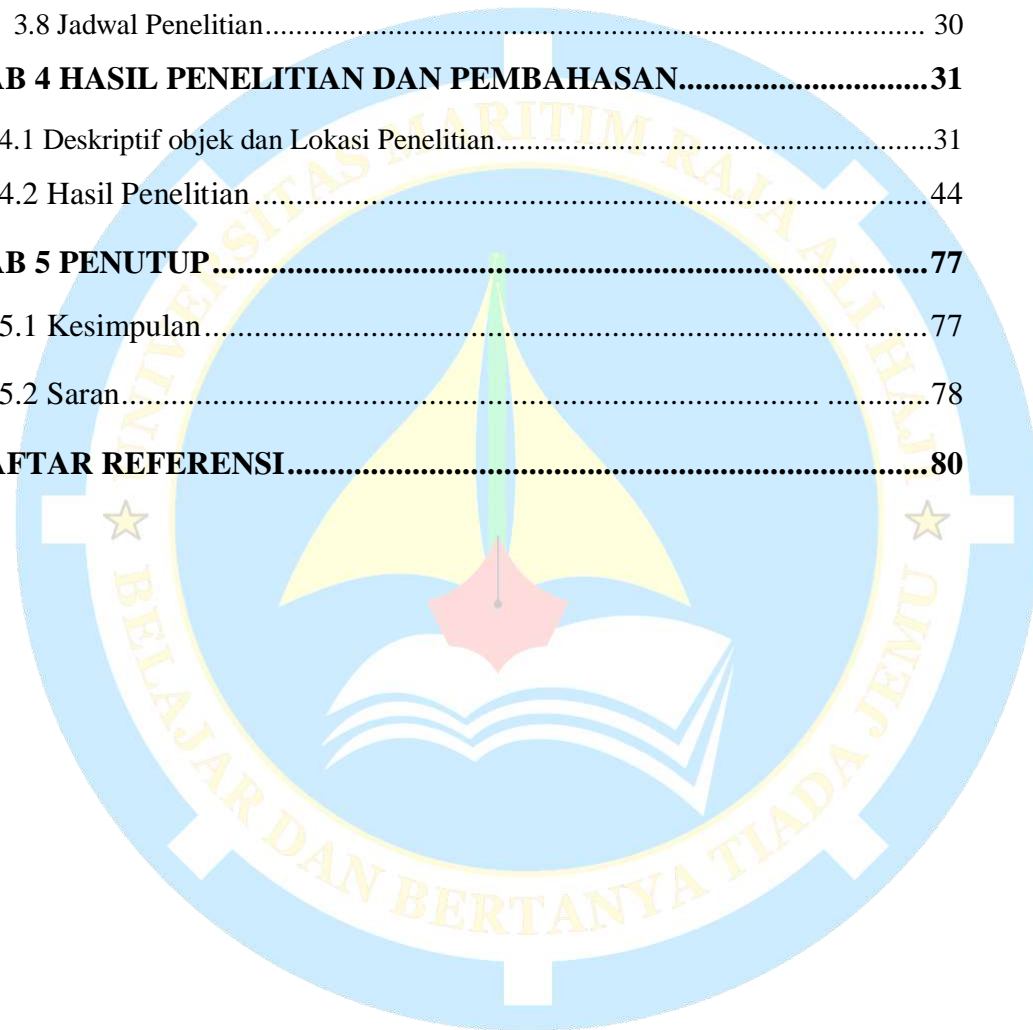 3.8 Jadwal Penelitian.................................................................................. 30
AB 4 HASIL PENELITIAN DAN PEMBAHASAN..............................31
4.1 Deskriptif objek dan Lokasi Penelitian......................................................31
4.2 Hasil Penelitian...................................................................................44
AB 5 PENUTUP.......................................................................................77
5.1 Kesimpulan.........................................................................................77
5.2 Saran...................................................................................... .............78
AFTAR REFERENSI..............................................................................80
UNIVERSITAS MARITIM RAJA ALI HAJI
BELAJAR DAN BERTANYA TIADA JEMU